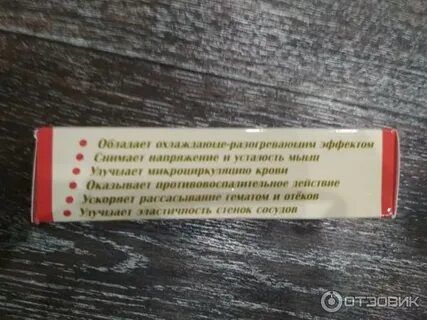 • Обладает охлаждающе-разогревающим эффектом
• Снимает напряжение и усталость мышц
• Улучшает микроциркуляцию крови
• Оказывает противовоспалительное действие
• Ускоряет рассасывание гематом и отёков
• Улучшает эластичность стенок сосудов
ОТЗОВИК